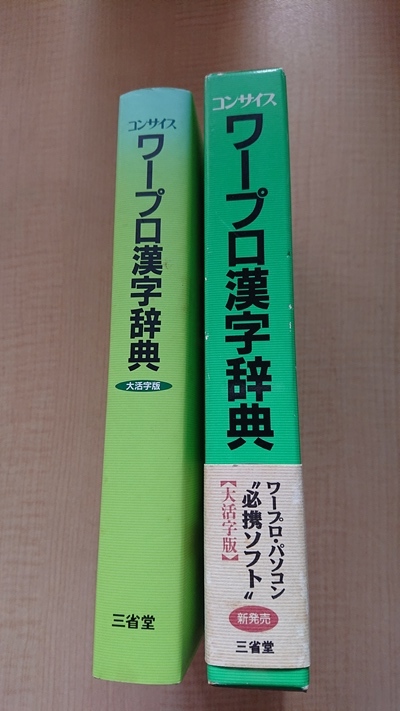 コンサイス
ワープロ漢字辞典
大活字版
三省堂
コンサイス
ワープロ漢字辞典
ワープロ・パソコン
〝必携ソフト〟
【大活字版】
新発売
三省堂